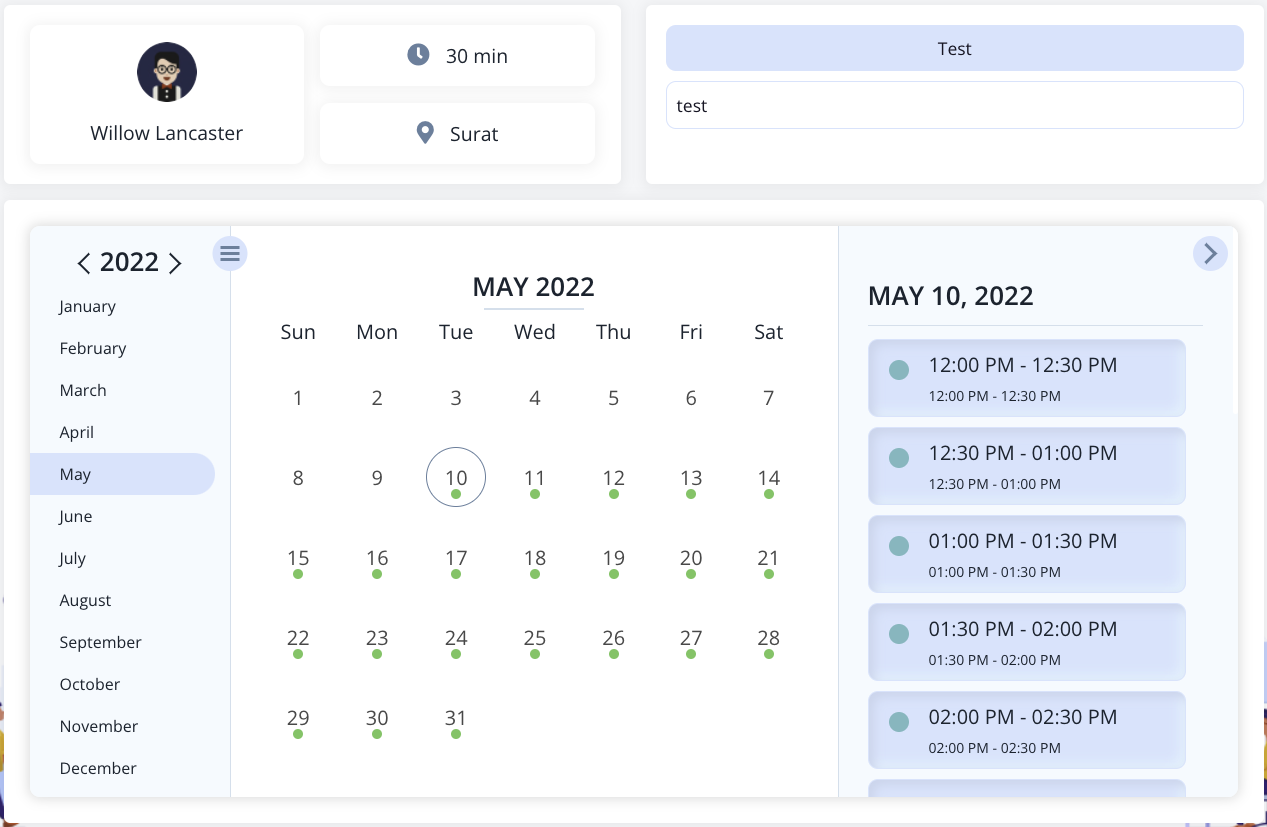 Willow Lancaster
30 min
Surat
Test
test
2022
January
February
March
April
May
June
July
August
September
October
November
December
MAY 2022
Sun Mon Tue Wed Thu Fri Sat
1 2 3 4 5 6 7
8 9 10 11 12 13 14
15 16 17 18 19 20 21
22 23 24 25 26 27 28
29 30 31
MAY 10, 2022
12:00 PM - 12:30 PM
12:00 PM - 12:30 PM
12:30 PM - 01:00 PM
12:30 PM - 01:00 PM
01:00 PM - 01:30 PM
01:00 PM - 01:30 PM
01:30 PM - 02:00 PM
01:30 PM - 02:00 PM
02:00 PM - 02:30 PM
02:00 PM - 02:30 PM